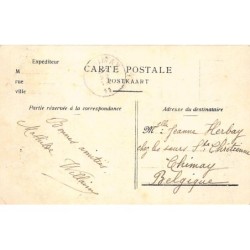 Expéditeur
CARTE POSTALE
POSTKAART
M
rue
ville
Partie réservée à la correspondance
Adresse du destinataire
Bonnes amitiés
Mlle Jeanne Herbay
chez les sœurs Ste Chrétienne
Chimay
Belgique